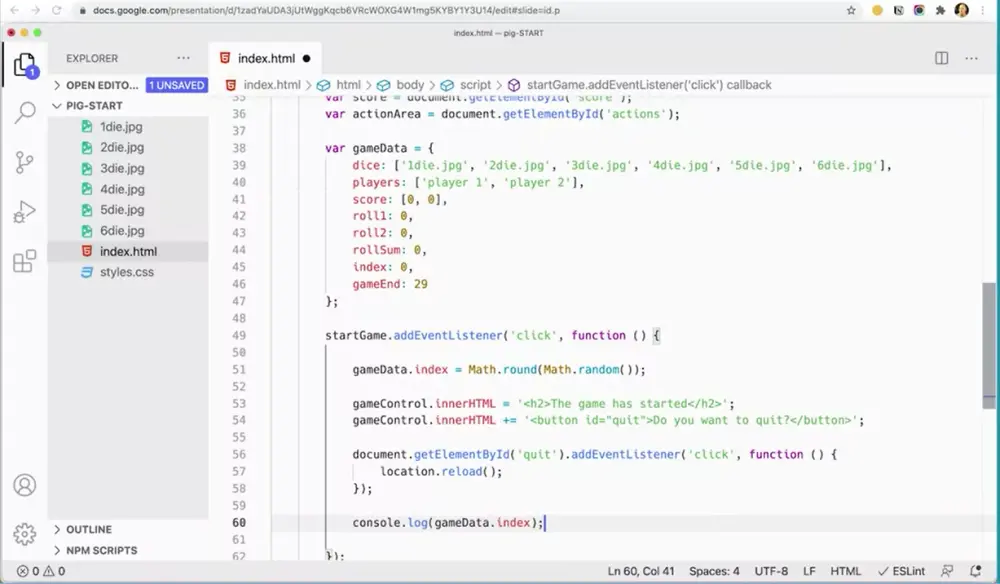 docs.google.com/presentation/d/1zadYaUDA3jUtWggKqcb6VRcWOXG4W1mg5KYBY1Y3U14/edit#slide=id.p
index.html — pig-START
EXPLORER
index.html
OPEN EDITO... 1 UNSAVED
index.html > html > body > script > startGame.addEventListener('click') callback
PIG-START
1die.jpg
2die.jpg
3die.jpg
4die.jpg
5die.jpg
6die.jpg
index.html
styles.css
OUTLINE
NPM SCRIPTS
1
35 var score = document.getElementById('score');
36 var actionArea = document.getElementById('actions');
37
38 var gameData = {
39 dice: ['1die.jpg', '2die.jpg', '3die.jpg', '4die.jpg', '5die.jpg', '6die.jpg'],
40 players: ['player 1', 'player 2'],
41 score: [0, 0],
42 roll1: 0,
43 roll2: 0,
44 rollSum: 0,
45 index: 0,
46 gameEnd: 29
47 };
48
49 startGame.addEventListener('click', function () {
50
51 gameData.index = Math.round(Math.random());
52
53 gameControl.innerHTML = '<h2>The game has started</h2>';
54 gameControl.innerHTML += '<button id="quit">Do you want to quit?</button>';
55
56 document.getElementById('quit').addEventListener('click', function () {
57 location.reload();
58 });
59
60 console.log(gameData.index);
61
62 });
0 0 Ln 60, Col 41 Spaces: 4 UTF-8 LF HTML ESLint